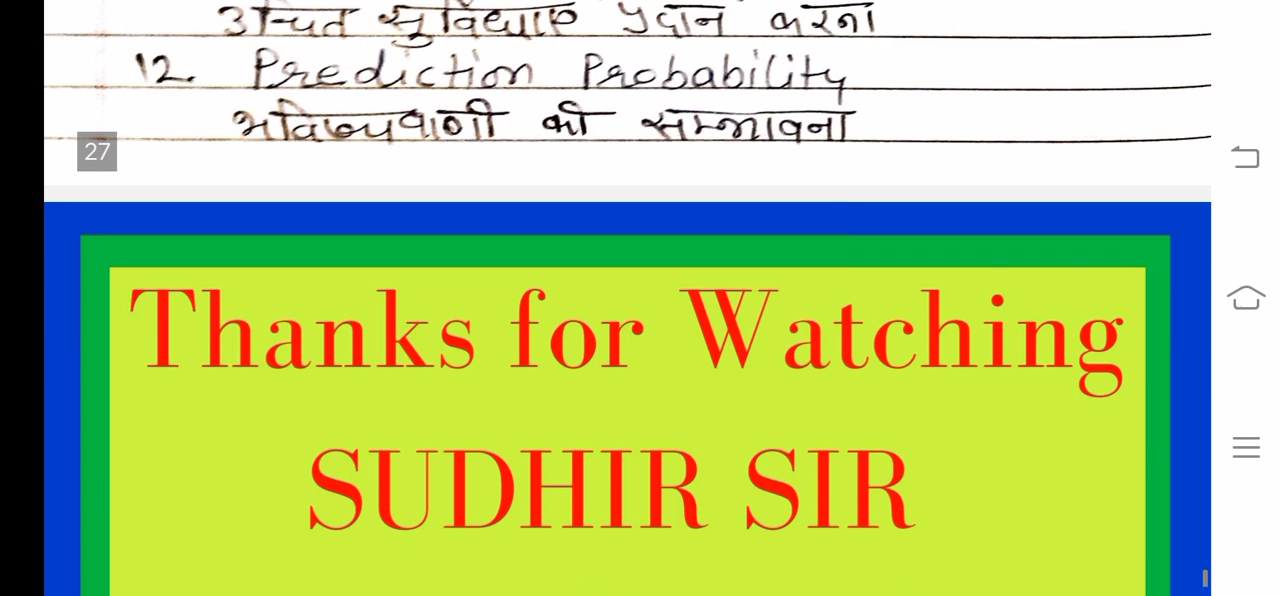 उचित सुविधाएं प्रदान करना
12. Prediction Probability
भविष्यवाणी की सम्भावना
27
Thanks for Watching
SUDHIR SIR